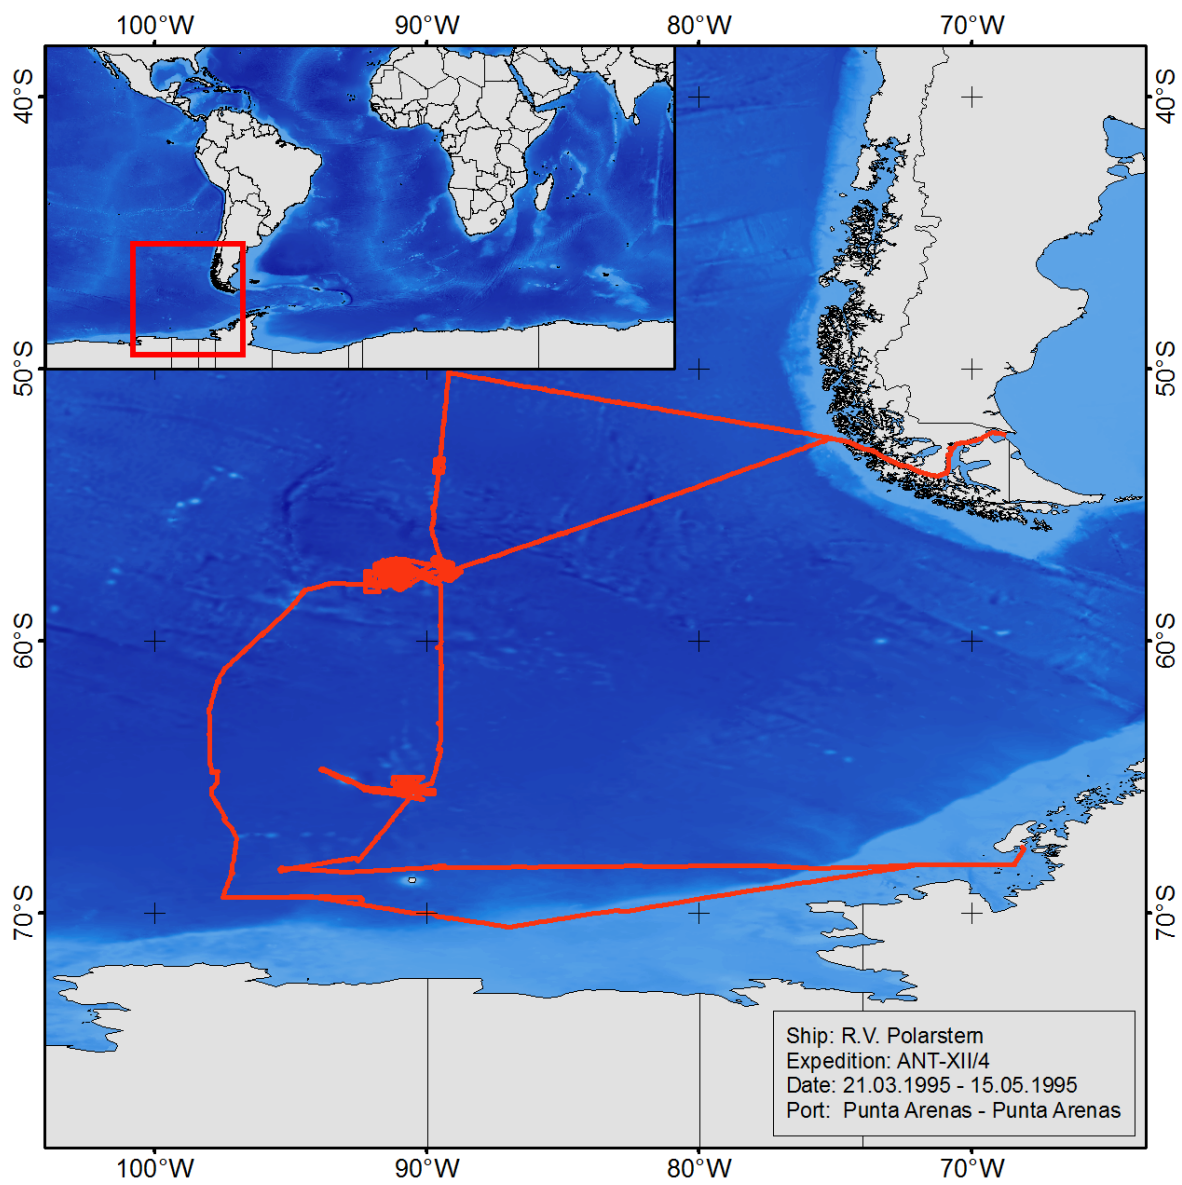 100°W 90°W 80°W 70°W
40°S 40°S
50°S 50°S
60°S 60°S
70°S 70°S
Ship: R.V. Polarstern
Expedition: ANT-XII/4
Date: 21.03.1995 - 15.05.1995
Port: Punta Arenas - Punta Arenas
100°W 90°W 80°W 70°W